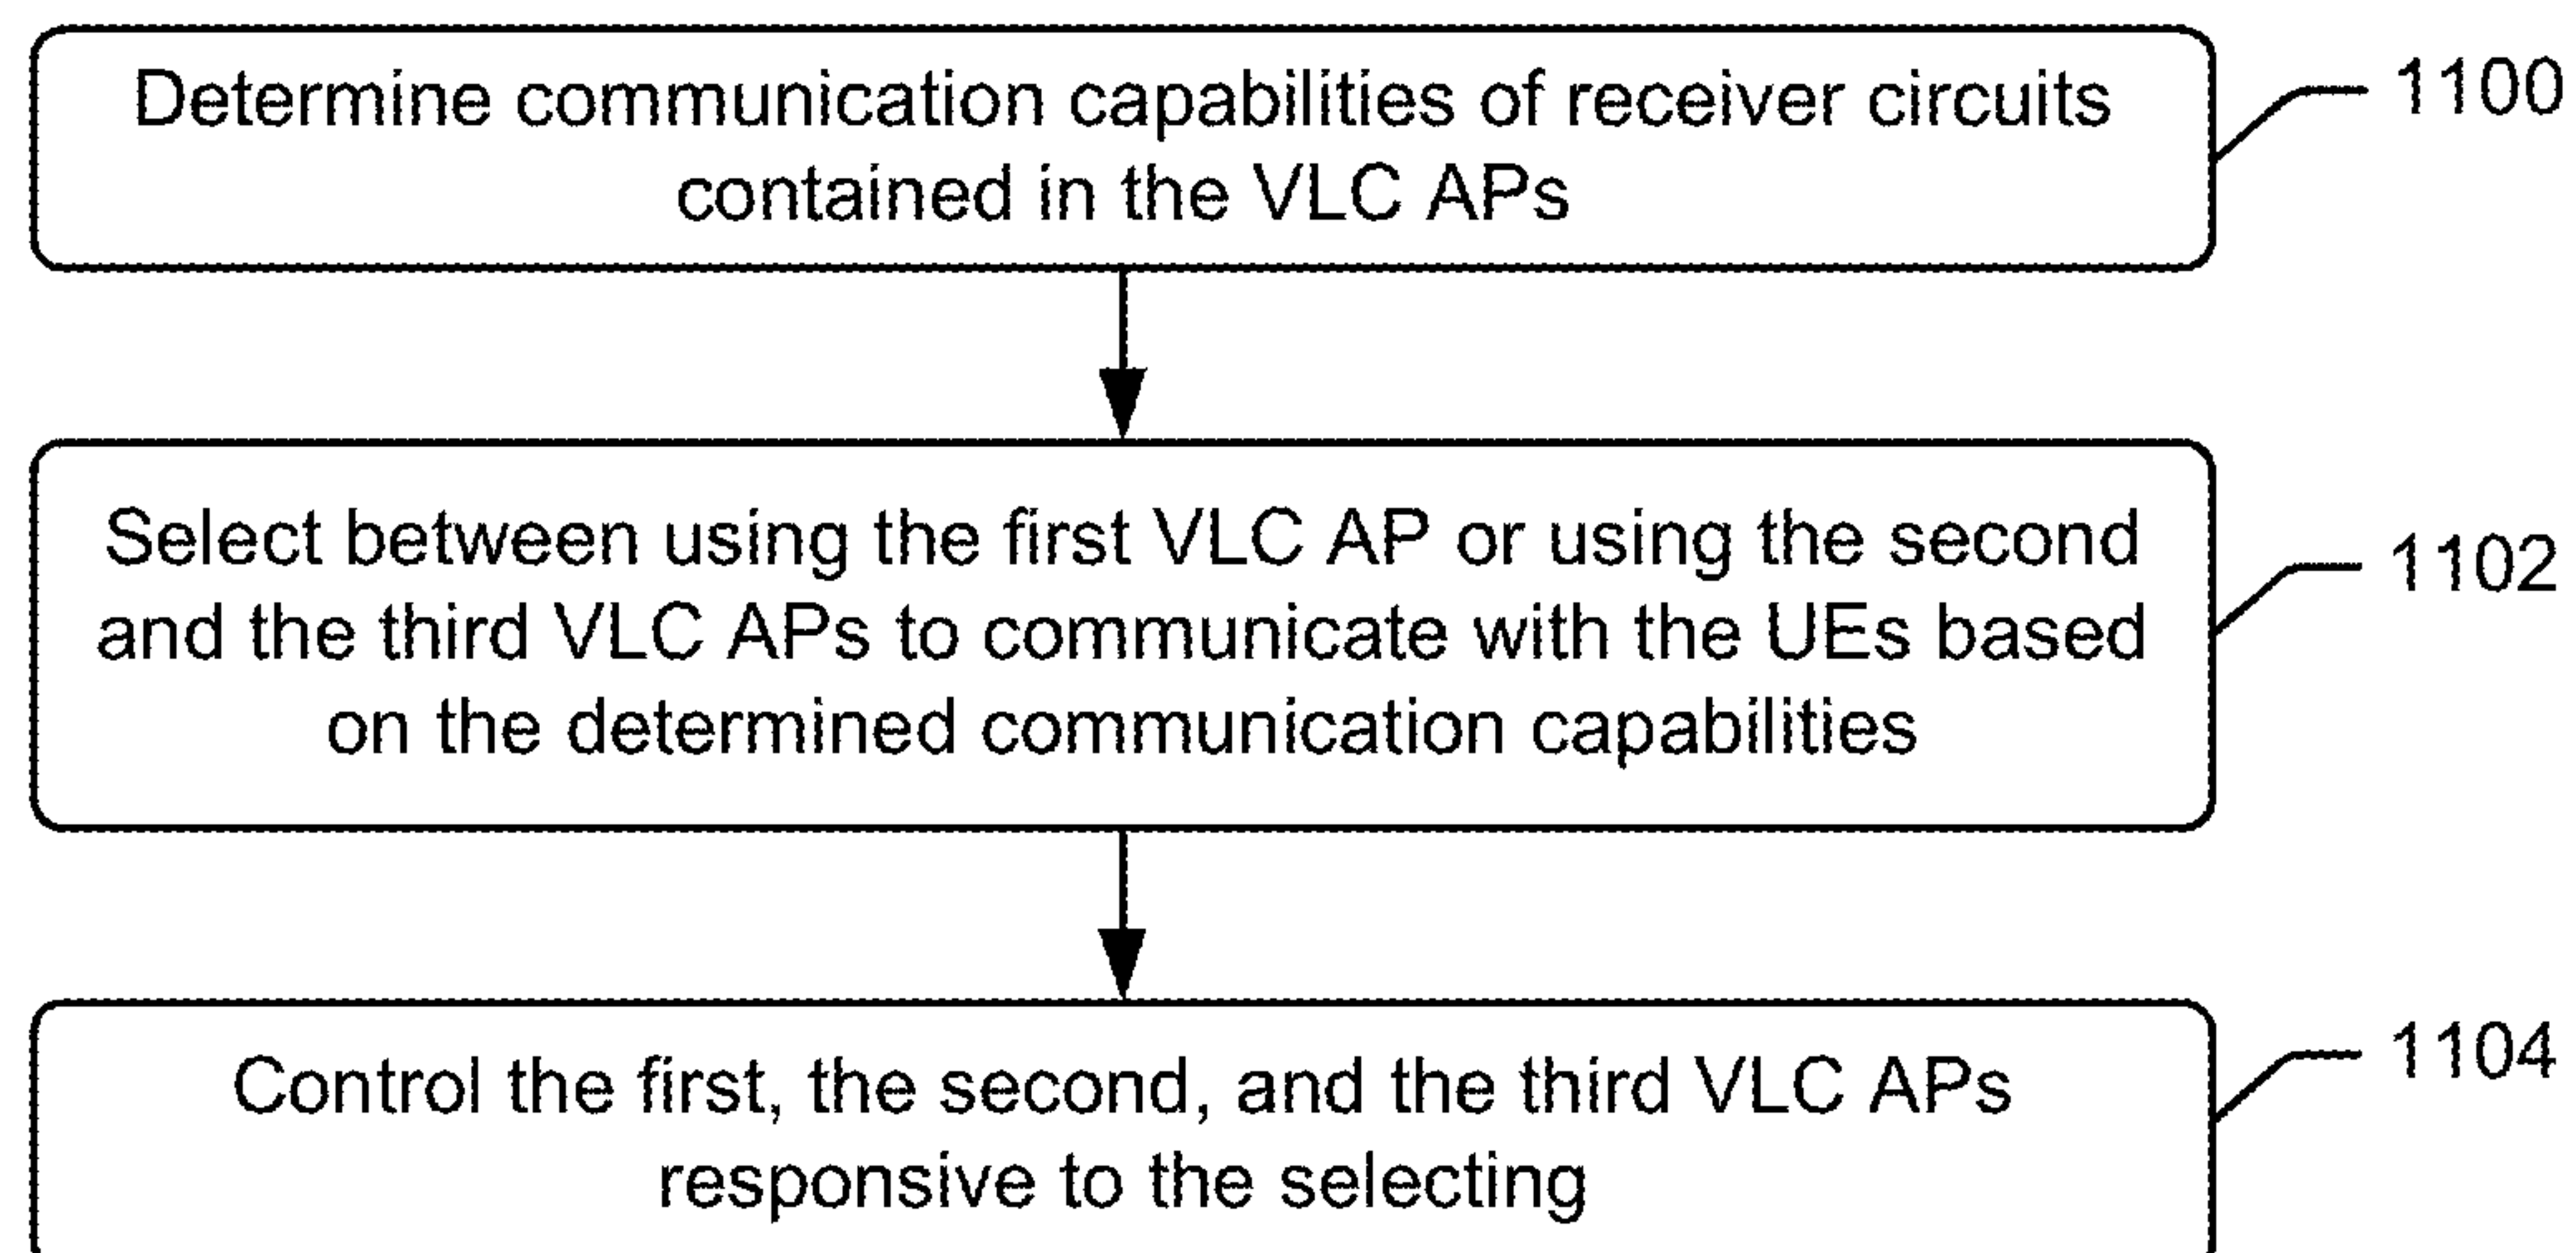 Determine communication capabilities of receiver circuits
contained in the VLC APs
1100
Select between using the first VLC AP or using the second
and the third VLC APs to communicate with the UEs based
on the determined communication capabilities
1102
Control the first, the second, and the third VLC APs
responsive to the selecting
1104